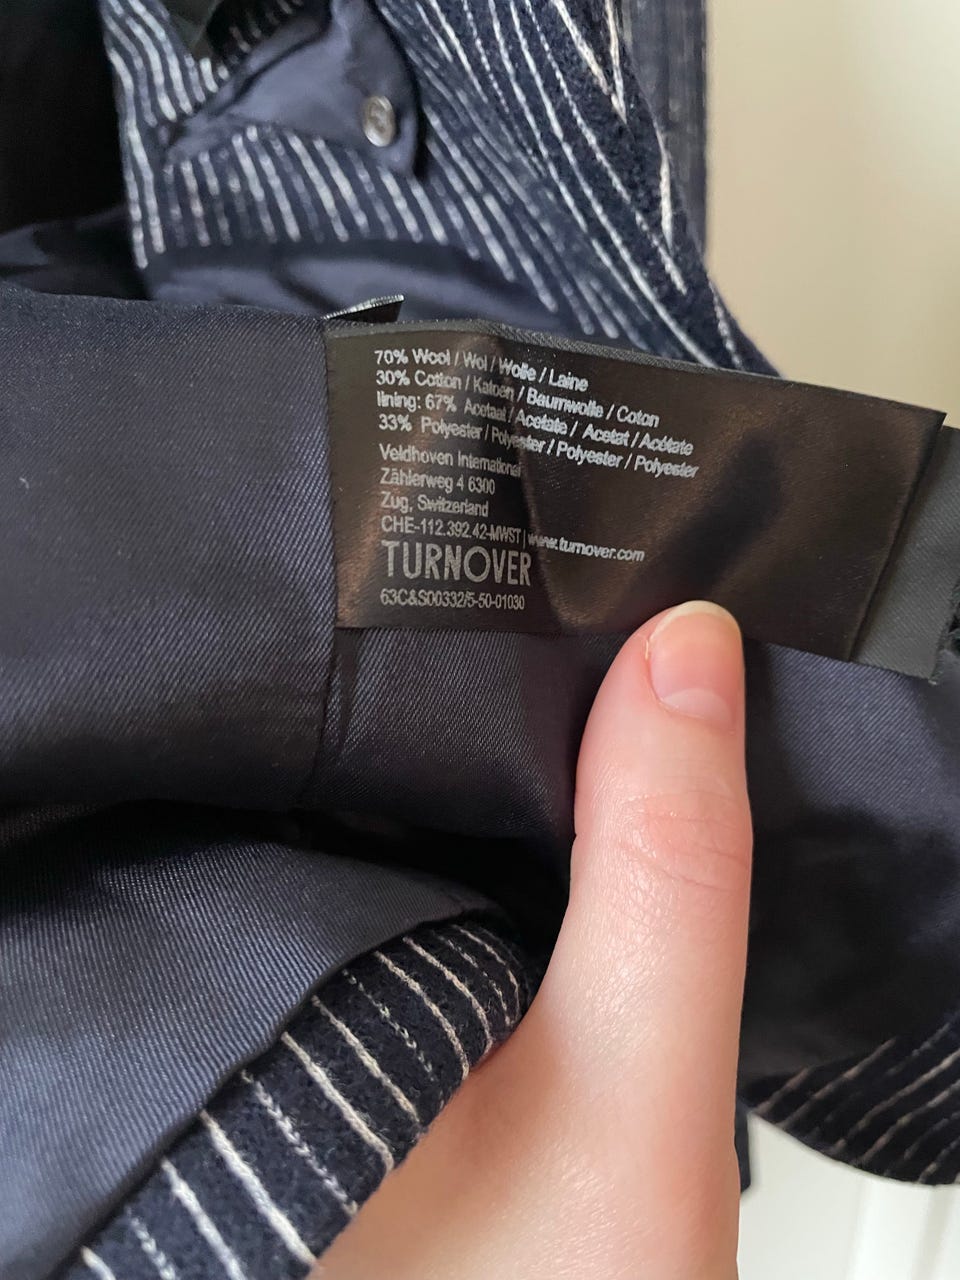 70% Wool / Wol / Wolle / Laine
30% Cotton / Katoen / Baumwolle / Coton
lining: 67% Acetaat / Acetate / Acetat / Acétate
33% Polyester / Polyester / Polyester / Polyester
Veldhoven International
Zählerweg 4 6300
Zug, Switzerland
CHE-112.392.42-MWST | www.turnover.com
TURNOVER
63C&S00332/5-50-01030